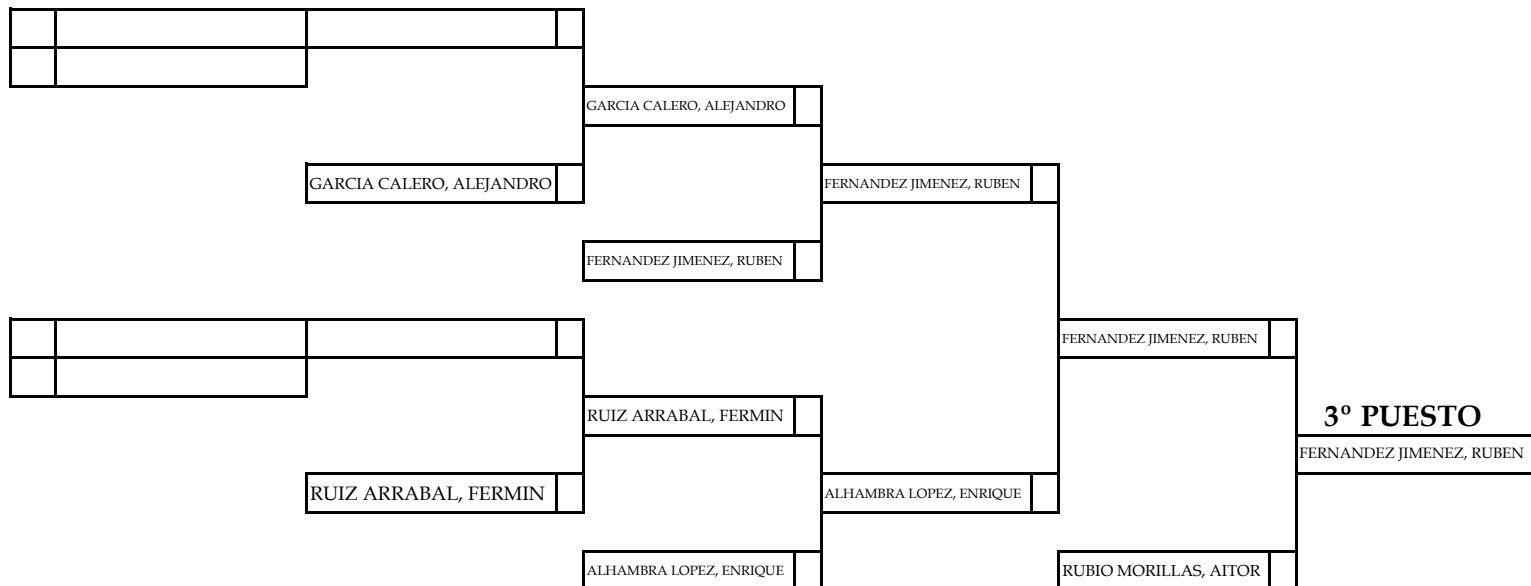 GARCIA CALERO, ALEJANDRO
GARCIA CALERO, ALEJANDRO
FERNANDEZ JIMENEZ, RUBEN
FERNANDEZ JIMENEZ, RUBEN
FERNANDEZ JIMENEZ, RUBEN
RUIZ ARRABAL, FERMIN
3º PUESTO
FERNANDEZ JIMENEZ, RUBEN
RUIZ ARRABAL, FERMIN
ALHAMBRA LOPEZ, ENRIQUE
ALHAMBRA LOPEZ, ENRIQUE
RUBIO MORILLAS, AITOR